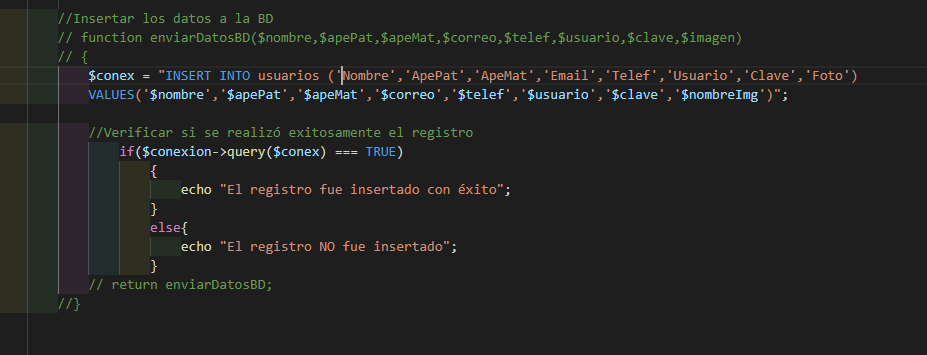 //Insertar los datos a la BD
// function enviarDatosBD($nombre,$apePat,$apeMat,$correo,$telef,$usuario,$clave,$imagen)
// {
$conex = "INSERT INTO usuarios ('Nombre','ApePat','ApeMat','Email','Telef','Usuario','Clave','Foto')
VALUES('$nombre','$apePat','$apeMat','$correo','$telef','$usuario','$clave','$nombreImg')";
//Verificar si se realizó exitosamente el registro
if($conexion->query($conex) === TRUE)
{
echo "El registro fue insertado con éxito";
}
else{
echo "El registro NO fue insertado";
}
// return enviarDatosBD;
//}